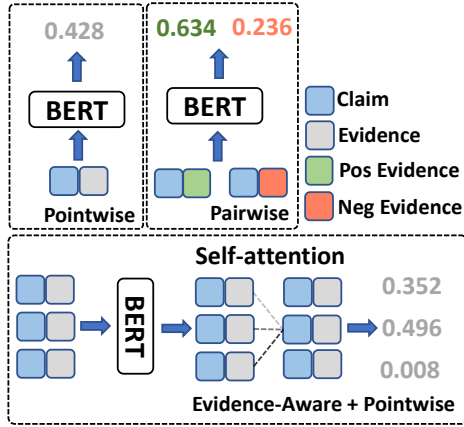 0.428
BERT
Pointwise
0.634 0.236
BERT
Pairwise
Claim
Evidence
Pos Evidence
Neg Evidence
Self-attention
BERT
0.352
0.496
0.008
Evidence-Aware + Pointwise